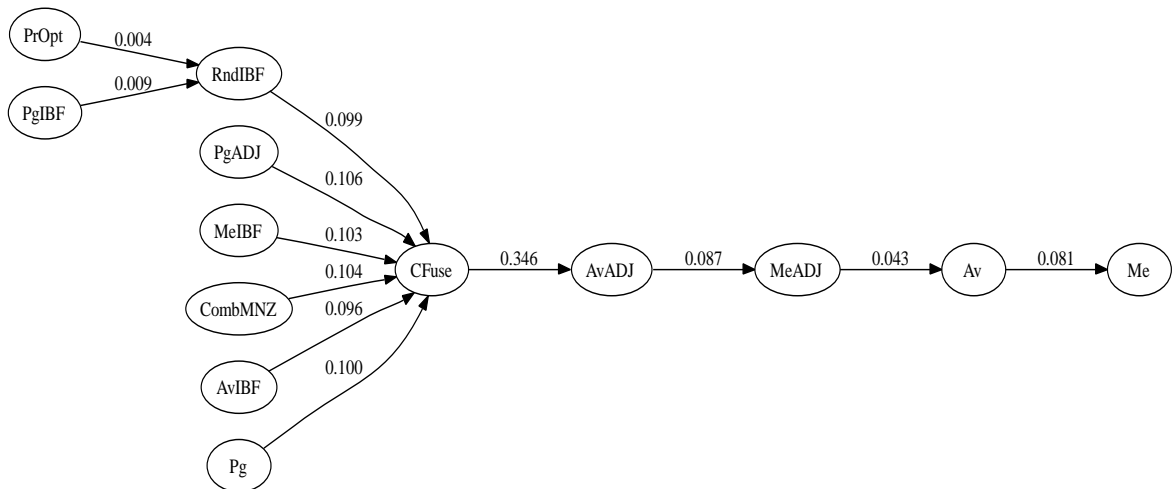 PrOpt
0.004
RndIBF
PgIBF
0.009
0.099
PgADJ
0.106
MeIBF
0.103
CFuse
0.346
AvADJ
0.087
MeADJ
0.043
Av
0.081
Me
0.104
CombMNZ
0.096
AvIBF
0.100
Pg